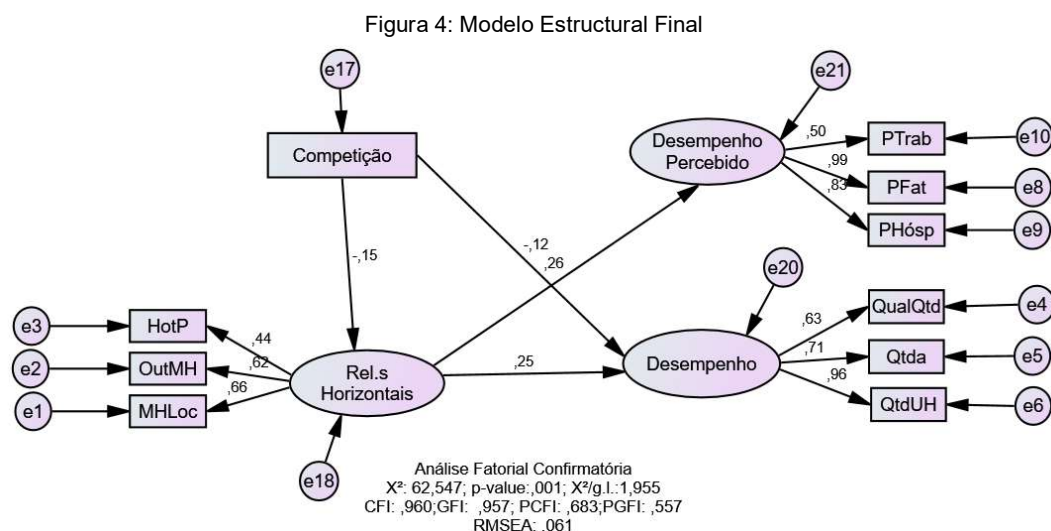 Figura 4: Modelo Estructural Final
e17
e21
Competição
Desempenho
Percebido
,50
PTrab
e10
,99
PFat
e8
,83
PHósp
e9
-,15
-,12
,26
e20
e3
HotP
,44
e2
OutMH
,62
e1
MHLoc
,66
Rel.s
Horizontais
,25
Desempenho
,63
QualQtd
e4
,71
Qtda
e5
,96
QtdUH
e6
e18
Análise Fatorial Confirmatória
X²: 62,547; p-value:,001; X²/g.l.:1,955
CFI: ,960;GFI: ,957; PCFI: ,683;PGFI: ,557
RMSEA: ,061